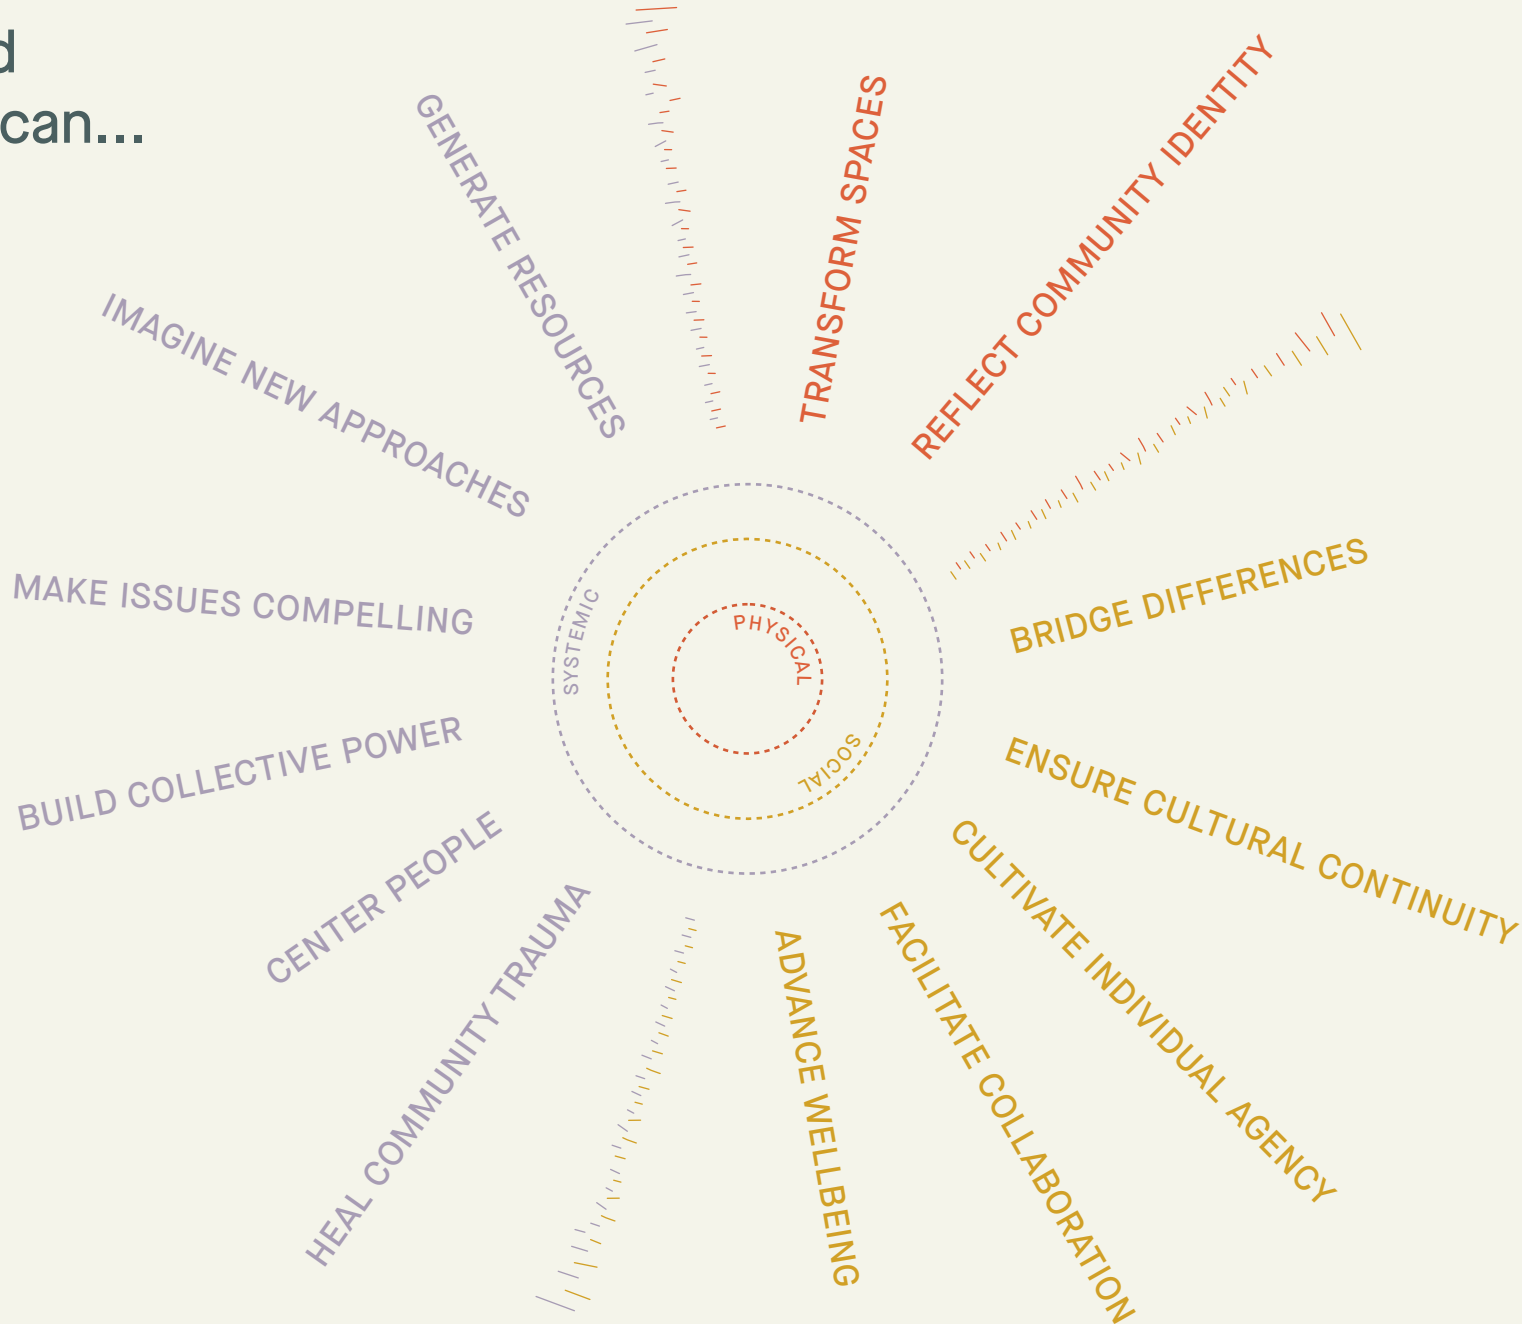 can...
TRANSFORM SPACES
REFLECT COMMUNITY IDENTITY
BRIDGE DIFFERENCES
ENSURE CULTURAL CONTINUITY
CULTIVATE INDIVIDUAL AGENCY
FACILITATE COLLABORATION
ADVANCE WELLBEING
HEAL COMMUNITY TRAUMA
CENTER PEOPLE
BUILD COLLECTIVE POWER
MAKE ISSUES COMPELLING
IMAGINE NEW APPROACHES
GENERATE RESOURCES
PHYSICAL
SOCIAL
SYSTEMIC